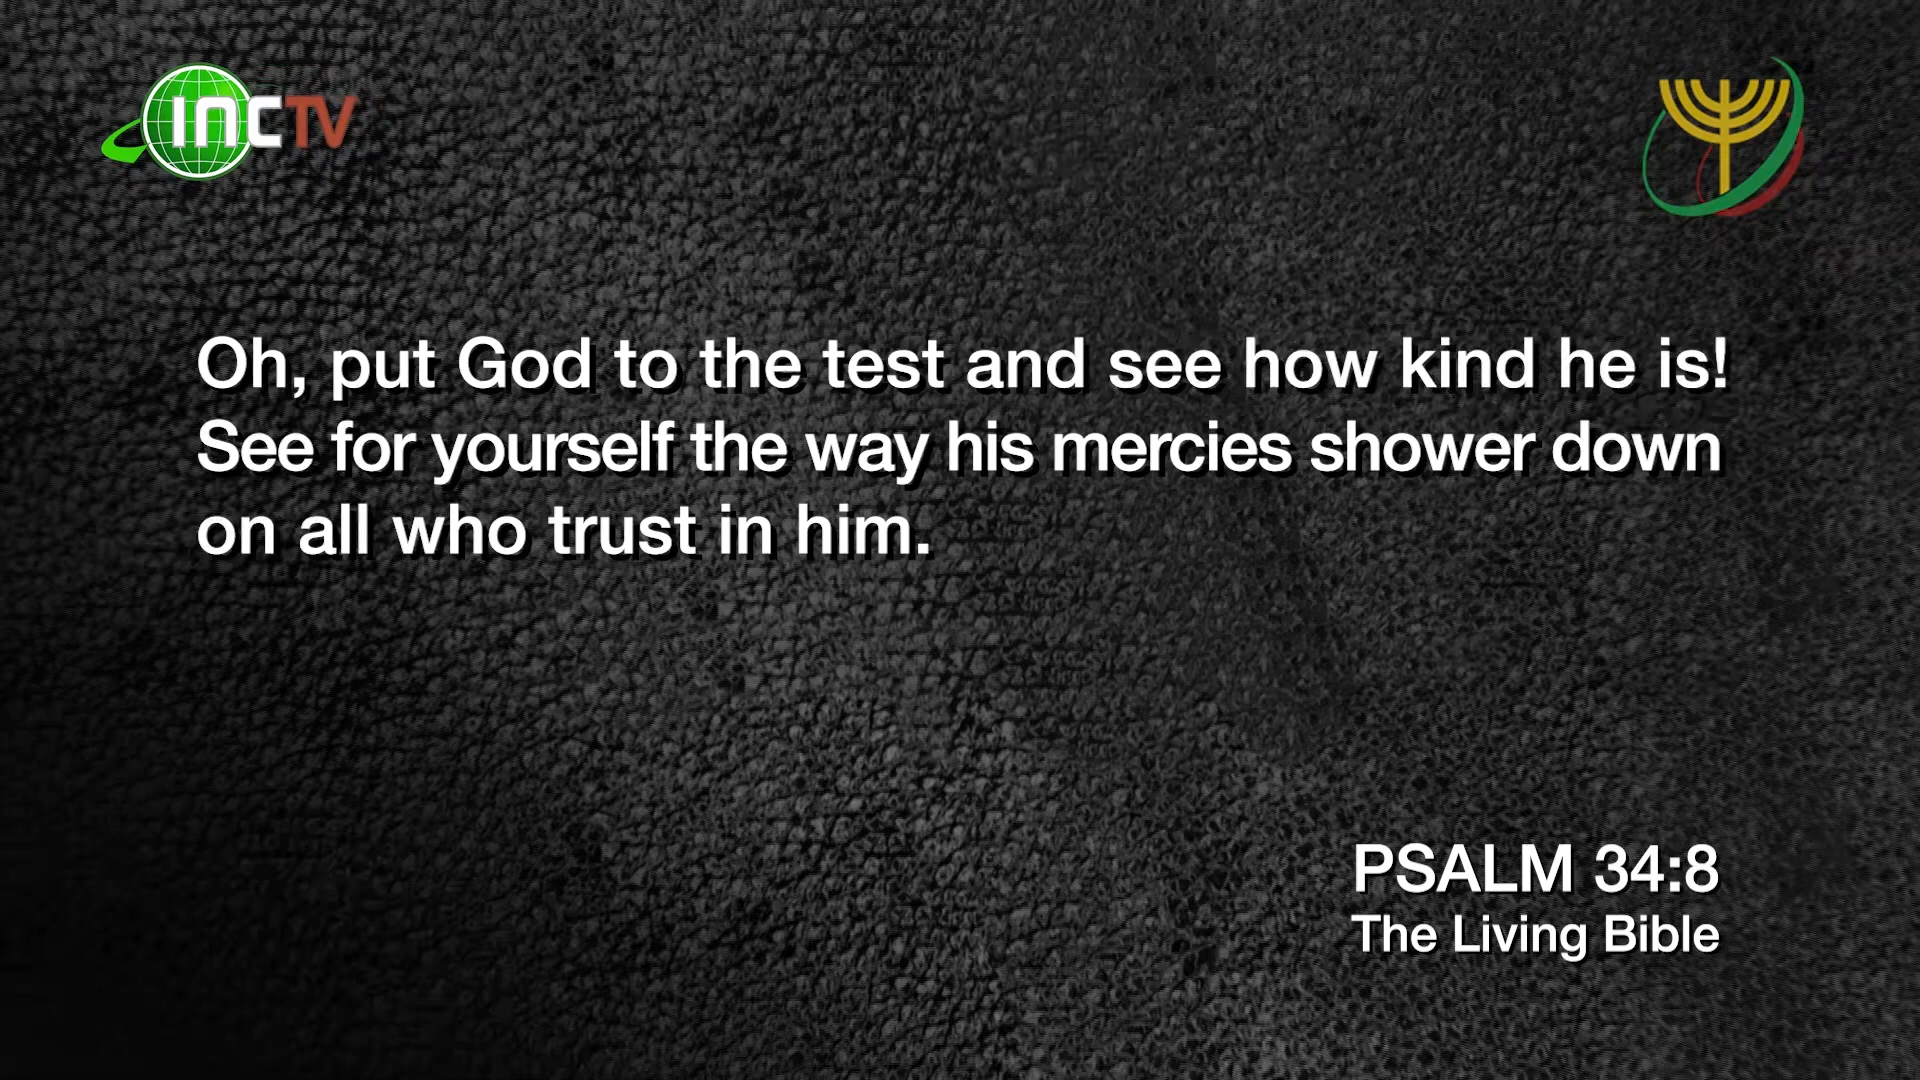 INCTV
Oh, put God to the test and see how kind he is!
See for yourself the way his mercies shower down
on all who trust in him.
PSALM 34:8
The Living Bible